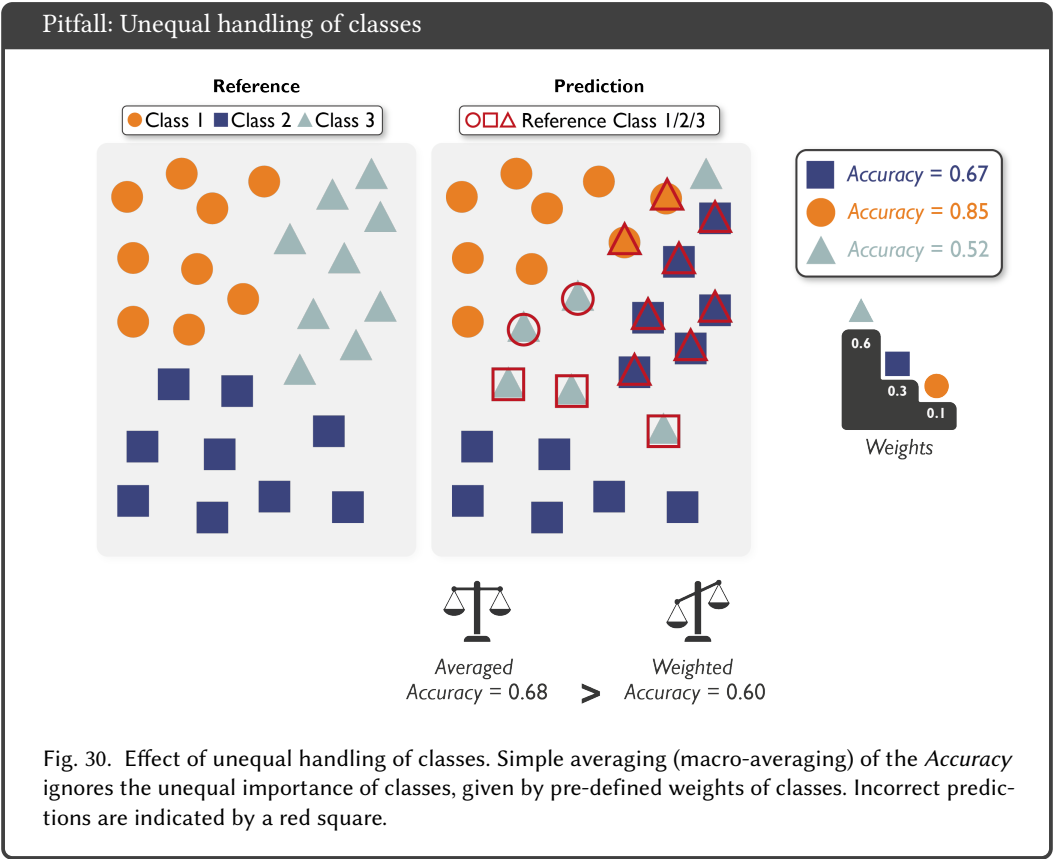 Pitfall: Unequal handling of classes
Reference
Prediction
Class 1 Class 2 Class 3
Reference Class 1/2/3
Accuracy = 0.67
Accuracy = 0.85
Accuracy = 0.52
0.6
0.3
0.1
Weights
Averaged
Accuracy = 0.68
>
Weighted
Accuracy = 0.60
Fig. 30. Effect of unequal handling of classes. Simple averaging (macro-averaging) of the Accuracy
ignores the unequal importance of classes, given by pre-defined weights of classes. Incorrect predic-
tions are indicated by a red square.